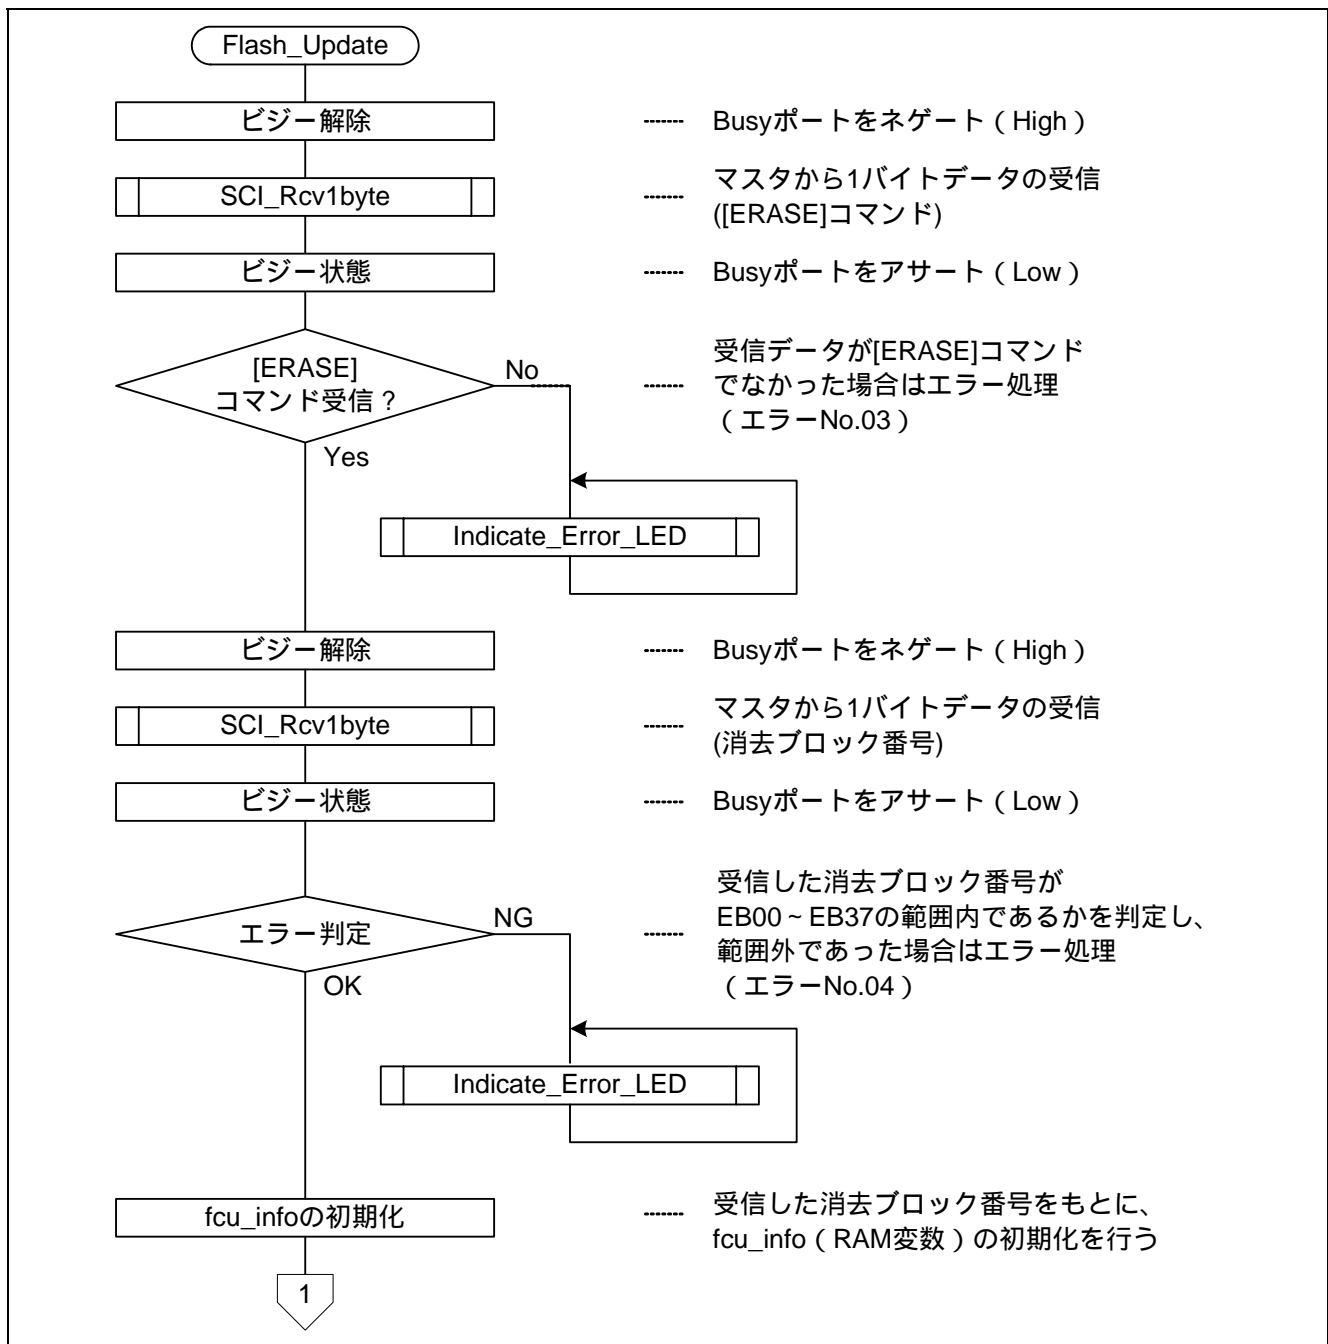 Flash_Update
ビジー解除
Busyポートをネゲート（High）
SCI_Rcv1byte
マスタから1バイトデータの受信
([ERASE]コマンド)
ビジー状態
Busyポートをアサート（Low）
[ERASE]
コマンド受信？
No
Yes
受信データが[ERASE]コマンド
でなかった場合はエラー処理
（エラーNo.03）
Indicate_Error_LED
ビジー解除
Busyポートをネゲート（High）
SCI_Rcv1byte
マスタから1バイトデータの受信
(消去ブロック番号)
ビジー状態
Busyポートをアサート（Low）
エラー判定
NG
OK
受信した消去ブロック番号が
EB00～EB37の範囲内であるかを判定し、
範囲外であった場合はエラー処理
（エラーNo.04）
Indicate_Error_LED
fcu_infoの初期化
受信した消去ブロック番号をもとに、
fcu_info（RAM変数）の初期化を行う
1